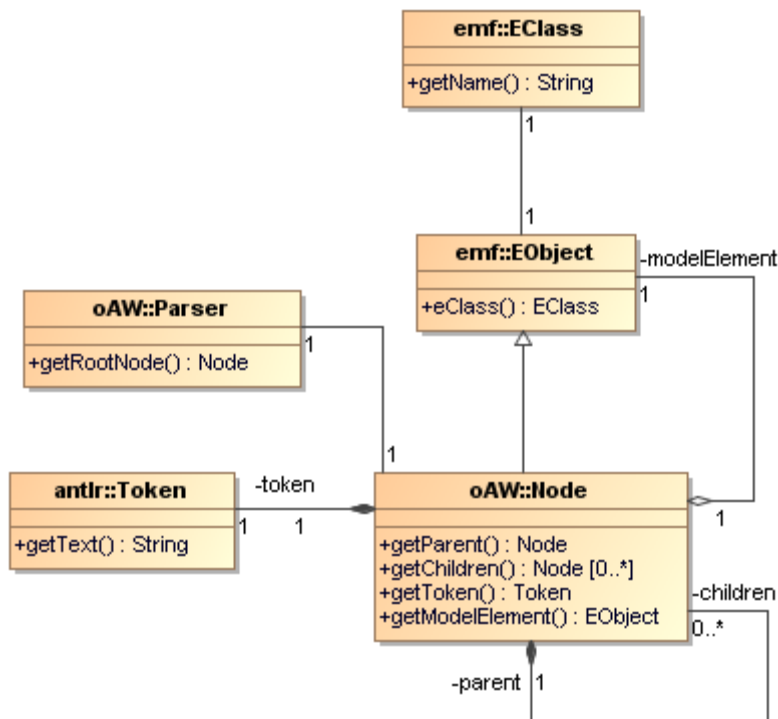 emf::EClass
+getName() : String
1
1
emf::EObject
+eClass() : EClass
-modelElement
1
oAW::Parser
+getRootNode() : Node
1
1
antlr::Token
+getText() : String
-token
1
1
oAW::Node
+getParent() : Node
+getChildren() : Node [0..*]
+getToken() : Token
+getModelElement() : EObject
1
-children
0..*
-parent
1